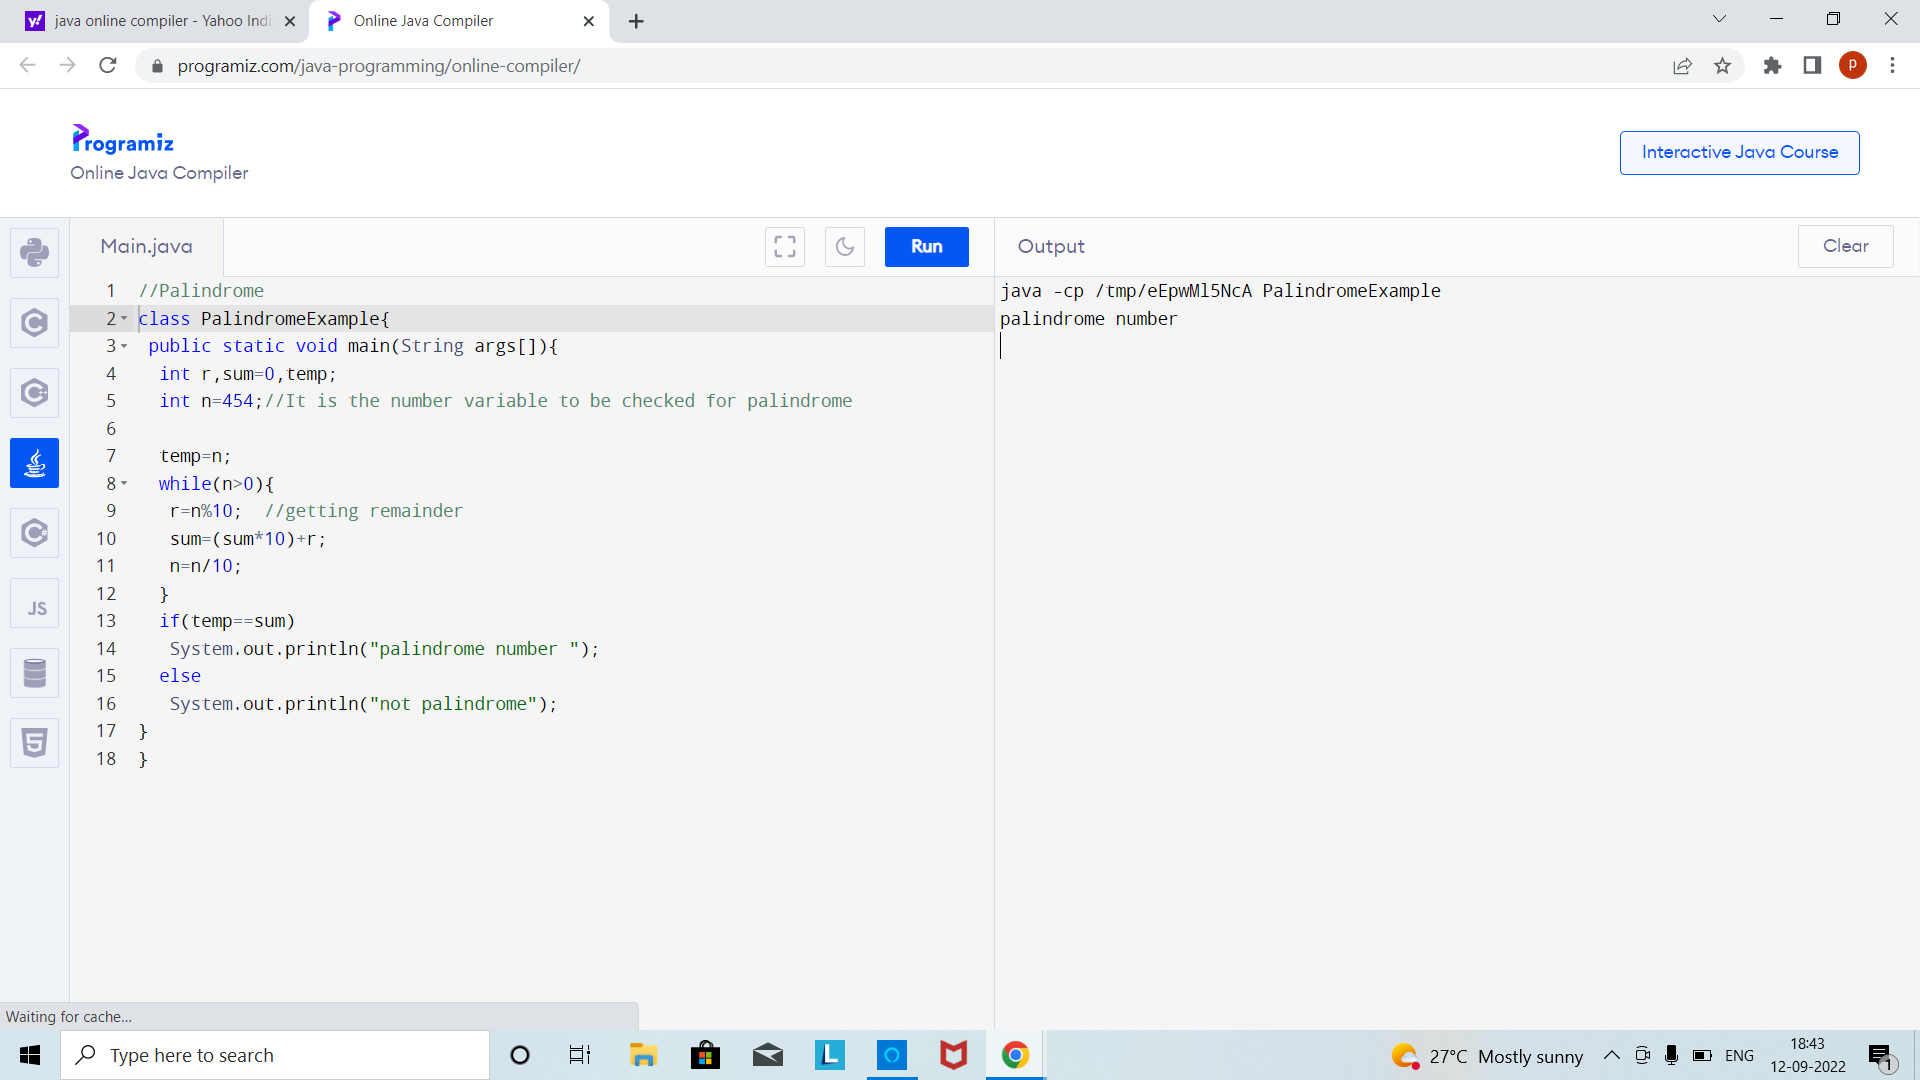 java online compiler - Yahoo Indi
Online Java Compiler
programiz.com/java-programming/online-compiler/
P
Programiz
Online Java Compiler
Interactive Java Course
Main.java
Run
Output
Clear
1 //Palindrome
2 class PalindromeExample{
3 public static void main(String args[]){
4 int r,sum=0,temp;
5 int n=454;//It is the number variable to be checked for palindrome
6
7 temp=n;
8 while(n>0){
9 r=n%10;  //getting remainder
10 sum=(sum*10)+r;
11 n=n/10;
12 }
13 if(temp==sum)
14 System.out.println("palindrome number ");
15 else
16 System.out.println("not palindrome");
17 }
18 }
java -cp /tmp/eEpwMl5NcA PalindromeExample
palindrome number
JS
Waiting for cache...
Type here to search
L
27°C Mostly sunny
ENG
18:43
12-09-2022
1